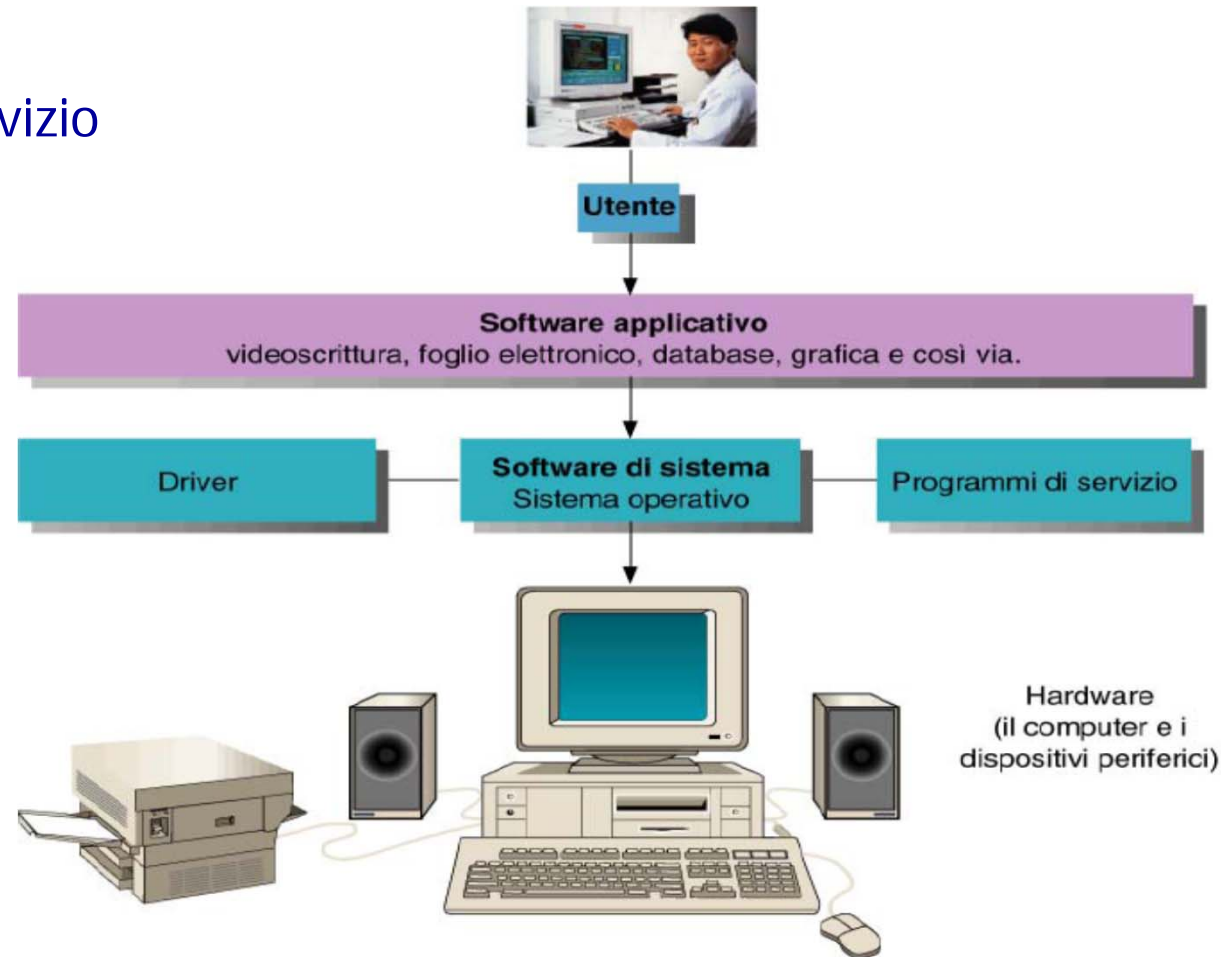 vizio
Utente
Software applicativo
videoscrittura, foglio elettronico, database, grafica e così via.
Driver
Software di sistema
Sistema operativo
Programmi di servizio
Hardware
(il computer e i
dispositivi periferici)